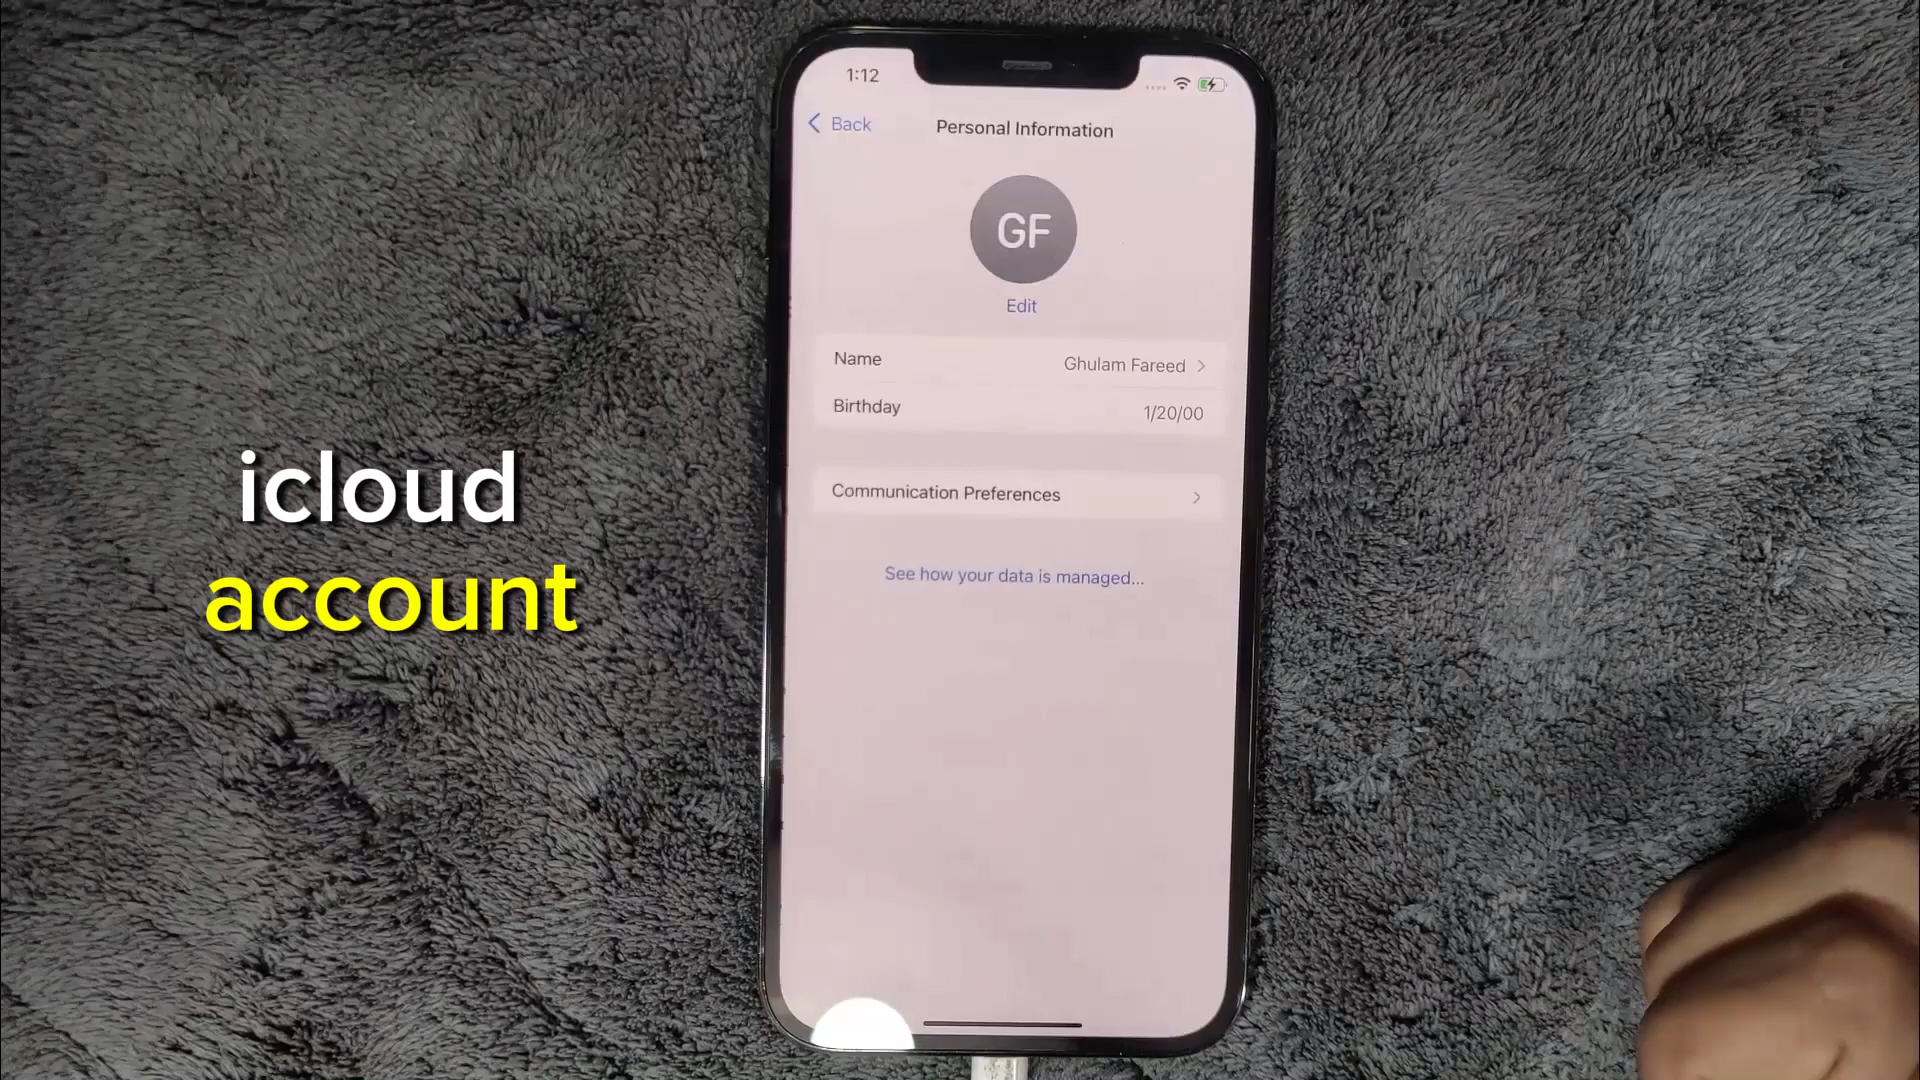 1:12
Back
Personal Information
GF
Edit
Name Ghulam Fareed
Birthday 1/20/00
Communication Preferences
See how your data is managed...
icloud
account